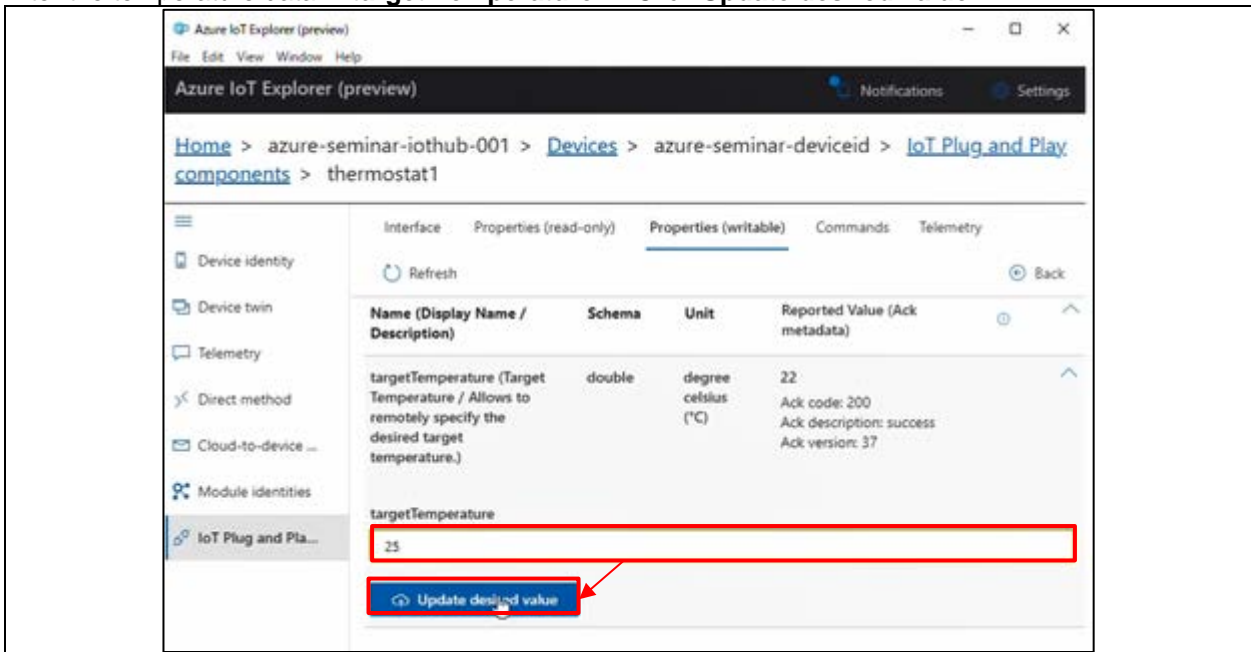 Azure IoT Explorer (preview)
File Edit View Window Help
Azure IoT Explorer (preview)
Notifications
Settings
Home > azure-seminar-iothub-001 > Devices > azure-seminar-deviceid > IoT Plug and Play
components > thermostat1
Interface Properties (read-only) Properties (writable) Commands Telemetry
Device identity
Refresh
Back
Device twin
Name (Display Name /
Description)
Schema
Unit
Reported Value (Ack
metadata)
Telemetry
targetTemperature (Target
Temperature / Allows to
remotely specify the
desired target
temperature.)
double
degree
celsius
(°C)
22
Ack code: 200
Ack description: success
Ack version: 37
Direct method
Cloud-to-device ...
Module identities
targetTemperature
IoT Plug and Pla...
25
Update desired value